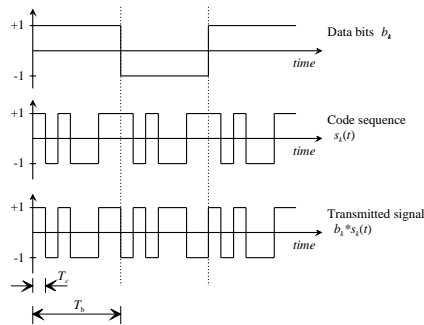 +1
-1
Data bits b_k
time
+1
-1
Code sequence
s_k(t)
time
+1
-1
Transmitted signal
b_k*s_k(t)
time
T_c
T_b